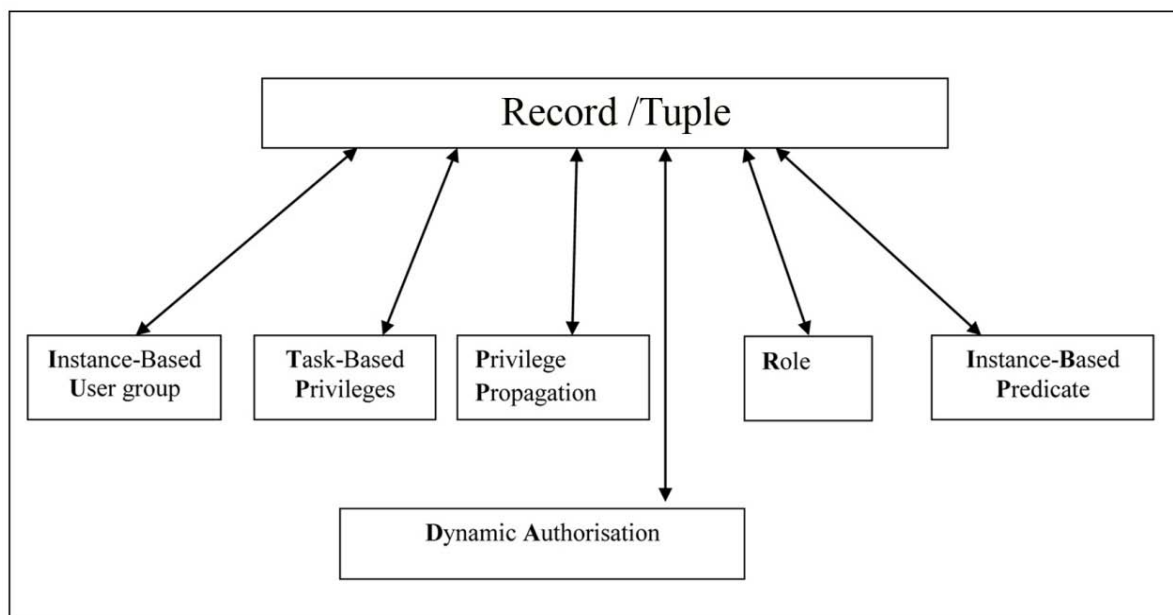 Record /Tuple
Instance-Based
User group
Task-Based
Privileges
Privilege
Propagation
Role
Instance-Based
Predicate
Dynamic Authorisation